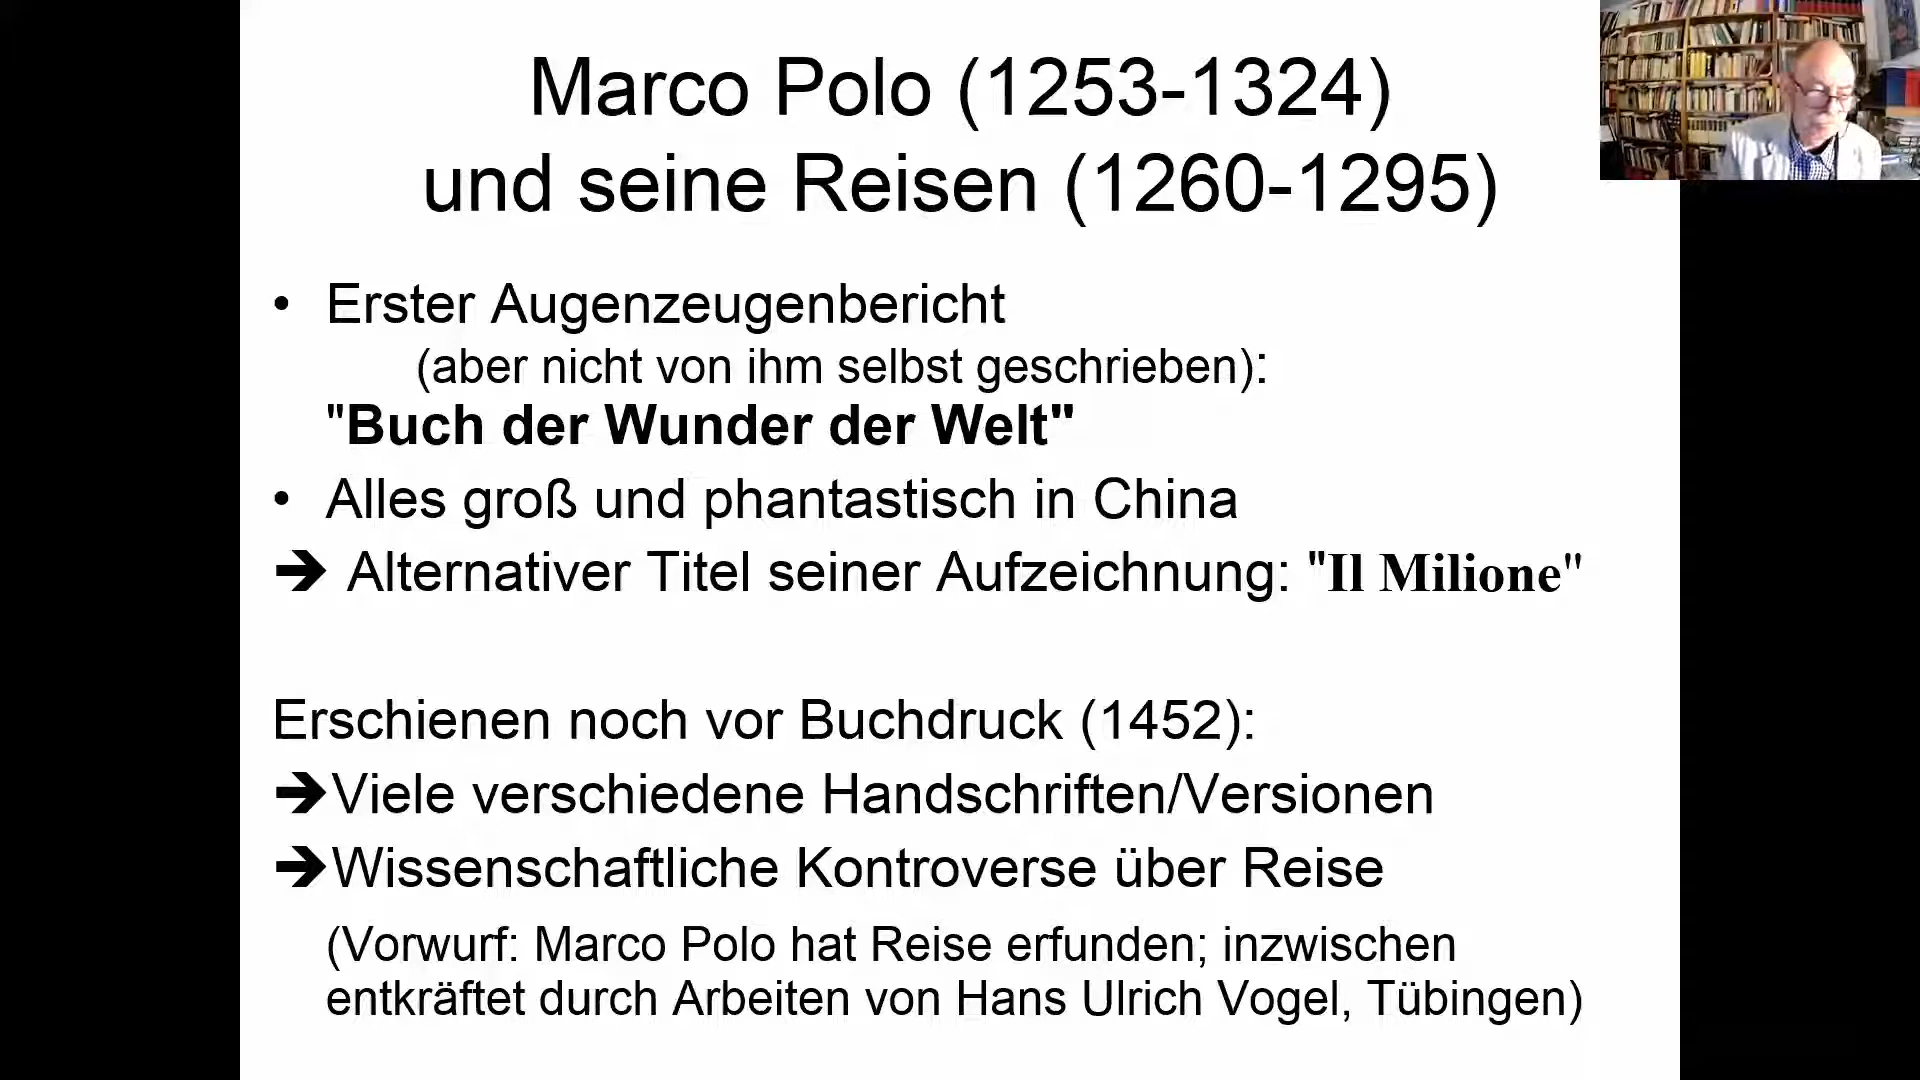 Marco Polo (1253-1324)
und seine Reisen (1260-1295)
• Erster Augenzeugenbericht
(aber nicht von ihm selbst geschrieben):
"Buch der Wunder der Welt"
• Alles groß und phantastisch in China
➔ Alternativer Titel seiner Aufzeichnung: "Il Milione"
Erschienen noch vor Buchdruck (1452):
➔Viele verschiedene Handschriften/Versionen
➔Wissenschaftliche Kontroverse über Reise
(Vorwurf: Marco Polo hat Reise erfunden; inzwischen
entkräftet durch Arbeiten von Hans Ulrich Vogel, Tübingen)